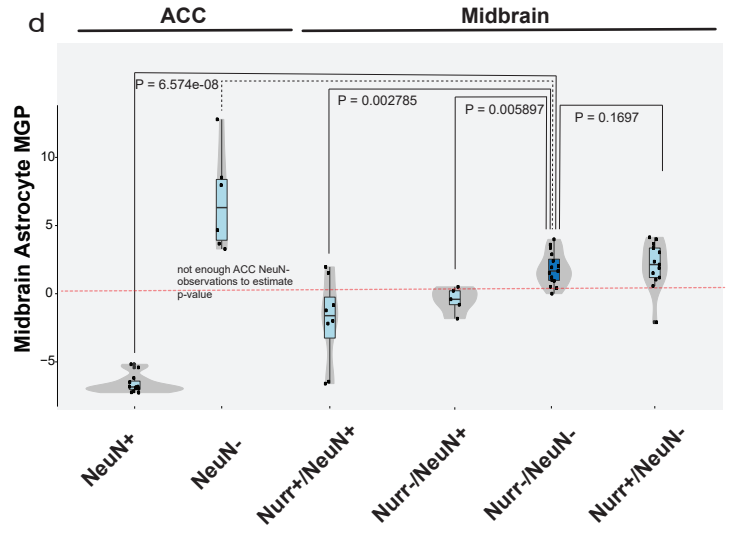 d
ACC
Midbrain
P = 6.574e-08
P = 0.002785
P = 0.005897
P = 0.1697
Midbrain Astrocyte MGP
10
5
0
−5
not enough ACC NeuN-
observations to estimate
p-value
NeuN+
NeuN-
Nurr+/NeuN+
Nurr-/NeuN+
Nurr-/NeuN-
Nurr+/NeuN-